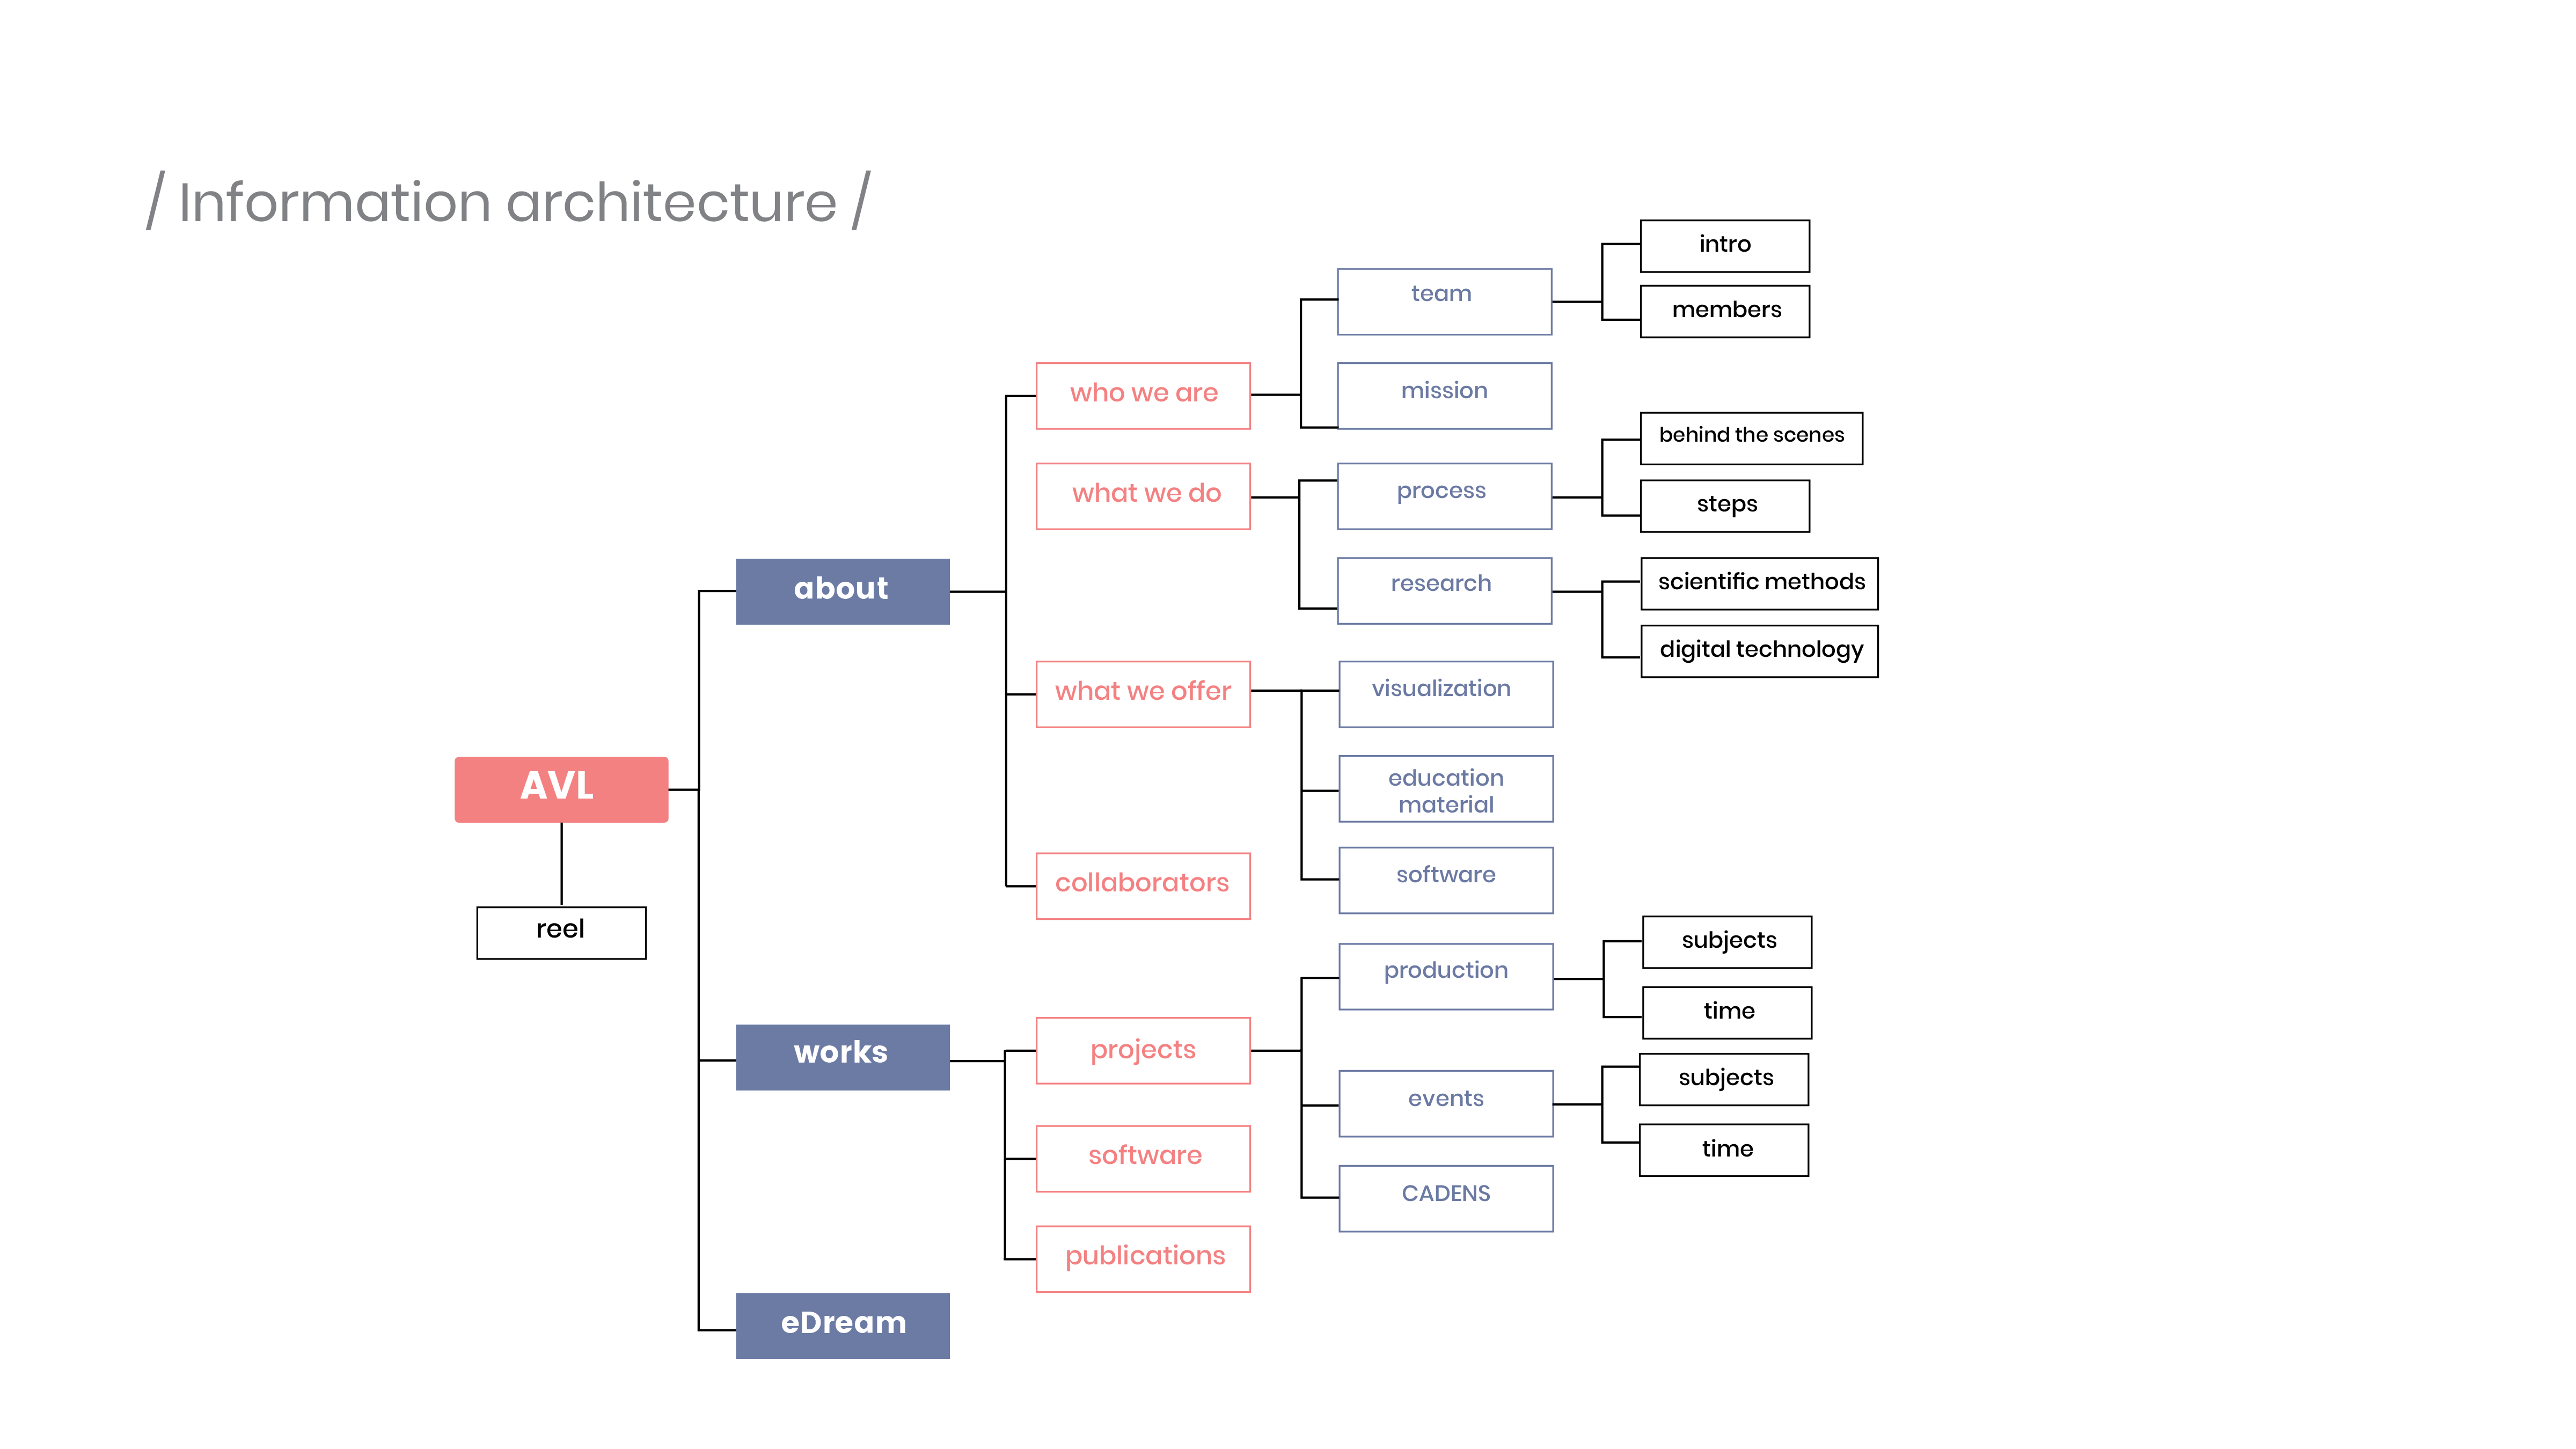 / Information architecture /
intro
team
members
who we are
mission
behind the scenes
what we do
process
steps
about
research
scientific methods
digital technology
what we offer
visualization
AVL
education
material
collaborators
software
reel
production
subjects
time
works
projects
events
subjects
time
software
CADENS
publications
eDream